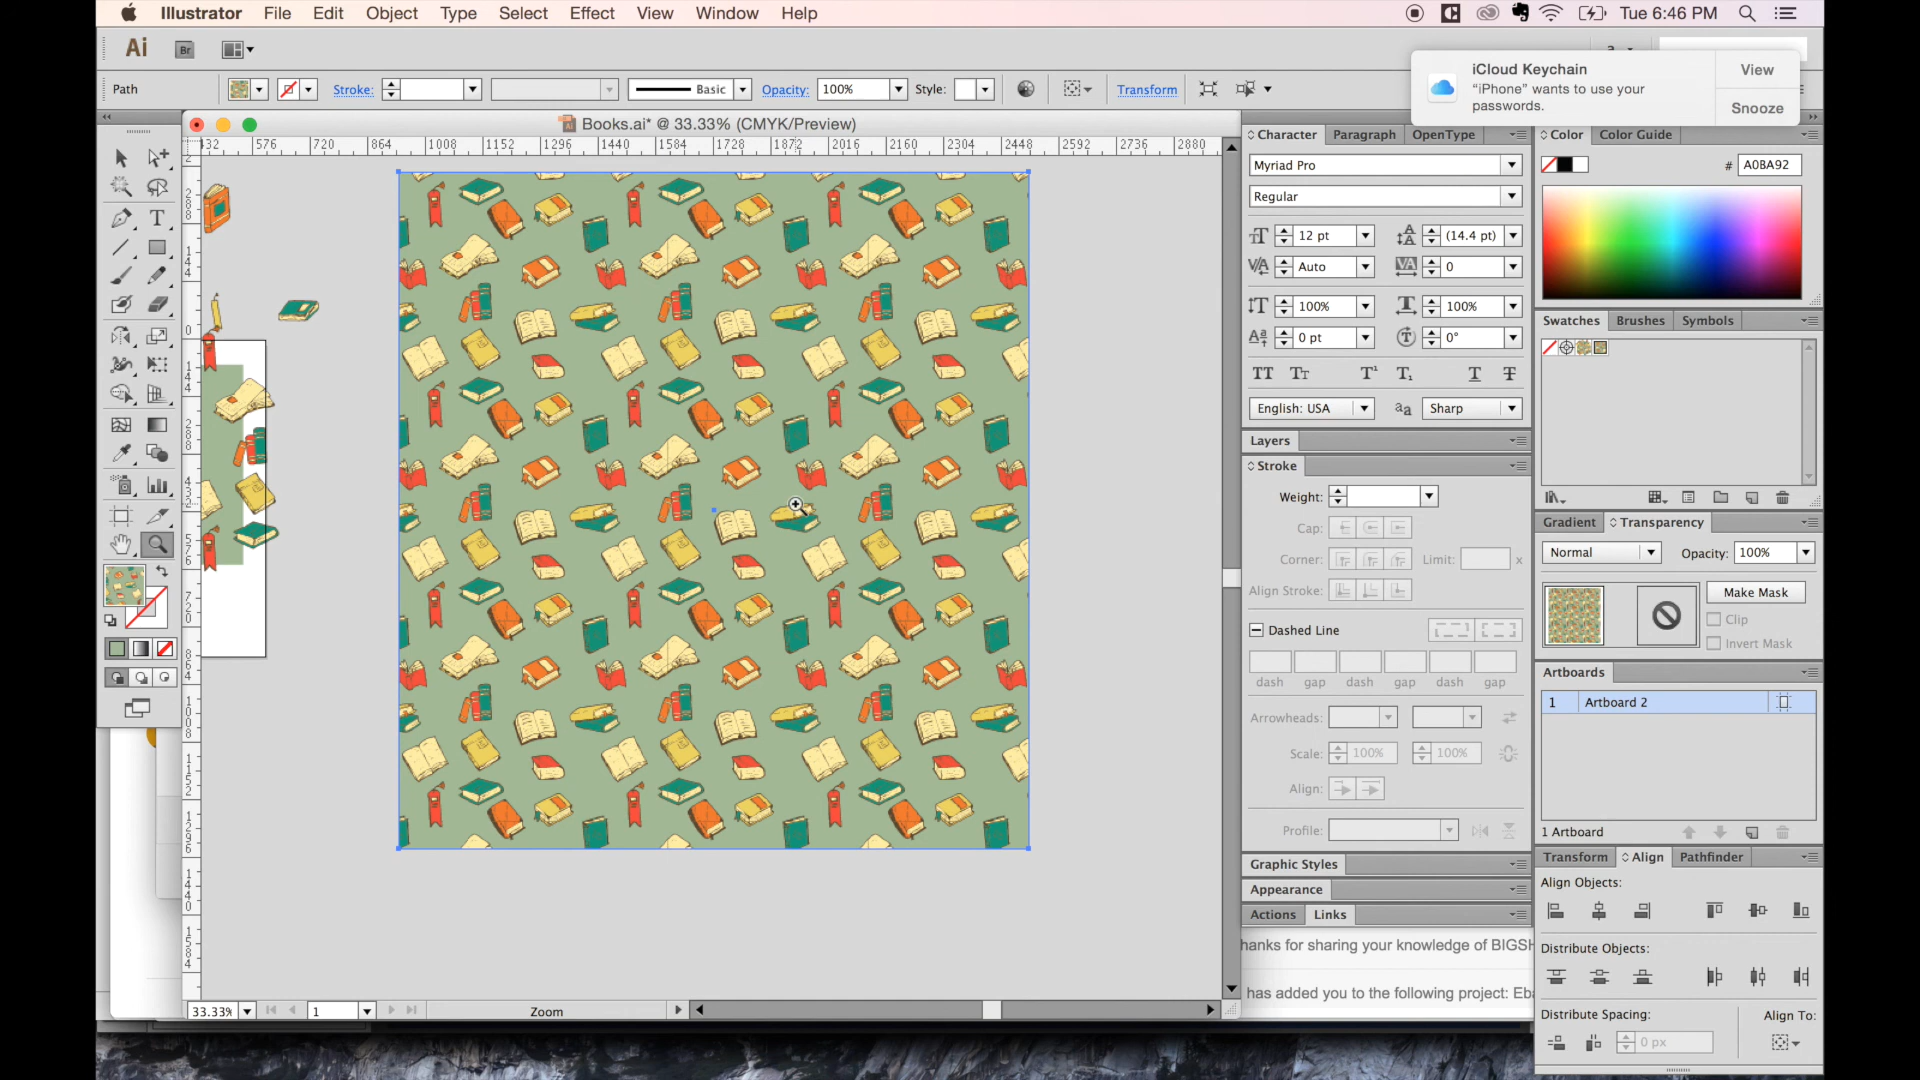 Illustrator File Edit Object Type Select Effect View Window Help Tue 6:46 PM
Ai Br
iCloud Keychain View
“iPhone” wants to use your
passwords. Snooze
Path Stroke: Basic Opacity: 100% Style: Transform
Books.ai* @ 33.33% (CMYK/Preview)
432 576 720 864 1008 1152 1296 1440 1584 1728 1872 2016 2160 2304 2448 2592 2736 2880
Character Paragraph OpenType
Color Color Guide
Myriad Pro
# A0BA92
Regular
12 pt (14.4 pt)
Auto 0
100% 100%
0 pt 0°
TT Tt T¹ T₁ T T
English: USA aa Sharp
Swatches Brushes Symbols
Layers
Stroke
Weight:
Cap:
Corner: Limit: x
Align Stroke:
Dashed Line
dash gap dash gap dash gap
Arrowheads:
Scale: 100% 100%
Align:
Profile:
Gradient Transparency
Normal Opacity: 100%
Make Mask
Clip
Invert Mask
Artboards
1 Artboard 2
1 Artboard
Graphic Styles
Appearance
Actions Links
hanks for sharing your knowledge of BIGSH
has added you to the following project: Eba
Transform Align Pathfinder
Align Objects:
Distribute Objects:
Distribute Spacing: Align To:
0 px
33.33% 1 Zoom